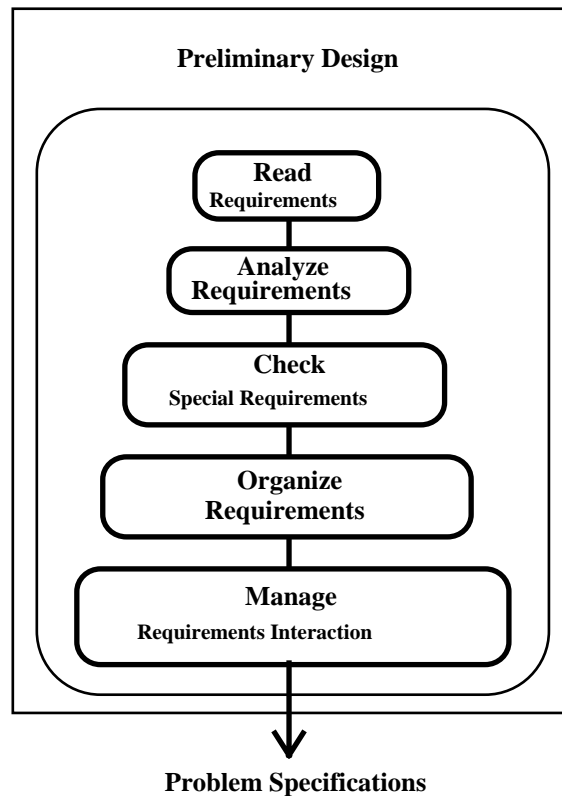 Preliminary Design
Read
Requirements
Analyze
Requirements
Check
Special Requirements
Organize
Requirements
Manage
Requirements Interaction
Problem Specifications